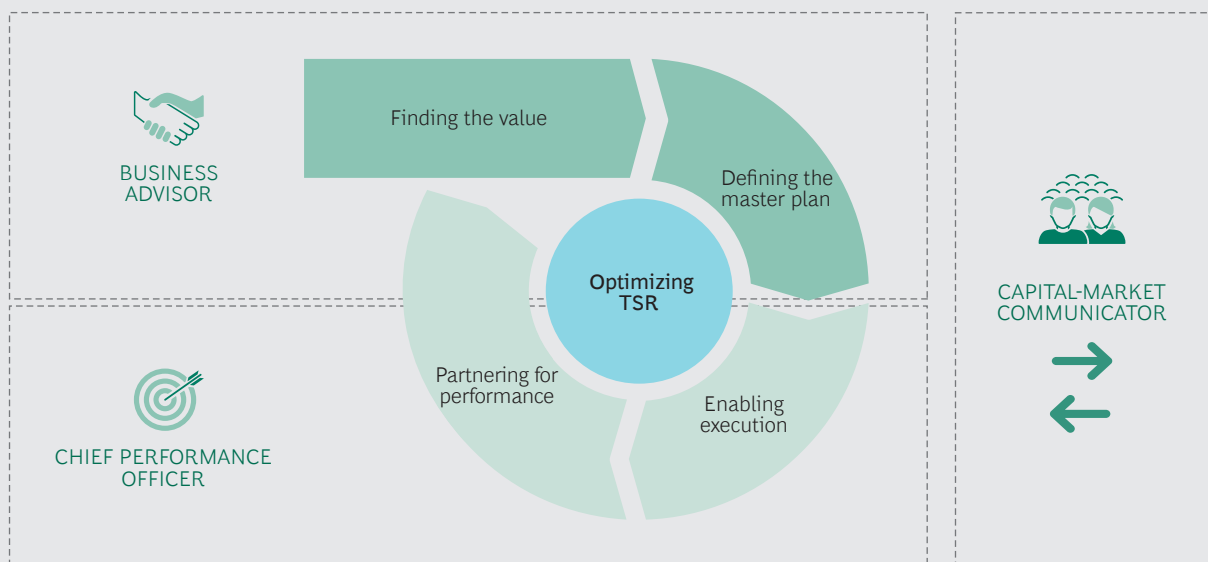 Finding the value
BUSINESS
ADVISOR
Defining the
master plan
Optimizing
TSR
CAPITAL-MARKET
COMMUNICATOR
Partnering for
performance
Enabling
execution
CHIEF PERFORMANCE
OFFICER